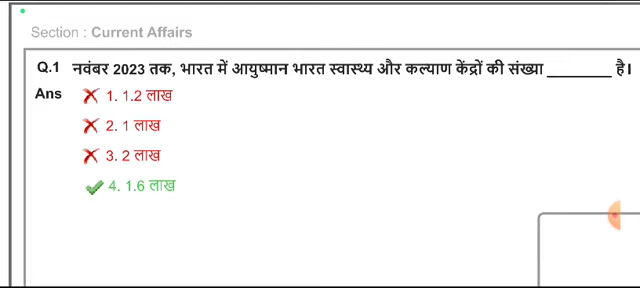 Section : Current Affairs
Q.1 नवंबर 2023 तक, भारत में आयुष्मान भारत स्वास्थ्य और कल्याण केंद्रों की संख्या ________ है।
Ans 1. 1.2 लाख
2. 1 लाख
3. 2 लाख
4. 1.6 लाख